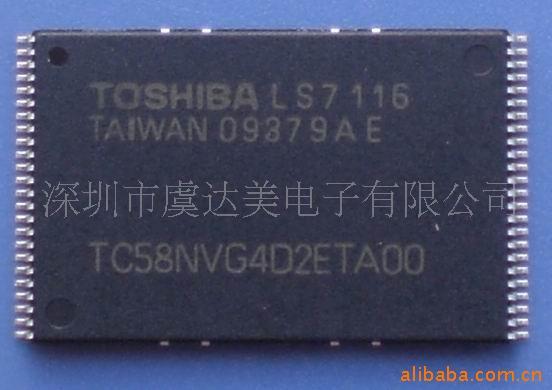 TOSHIBA LS7116
TAIWAN 09379AE
深圳市虞达美电子有限公司
TC58NVG4D2ETA00
alibaba.com.cn